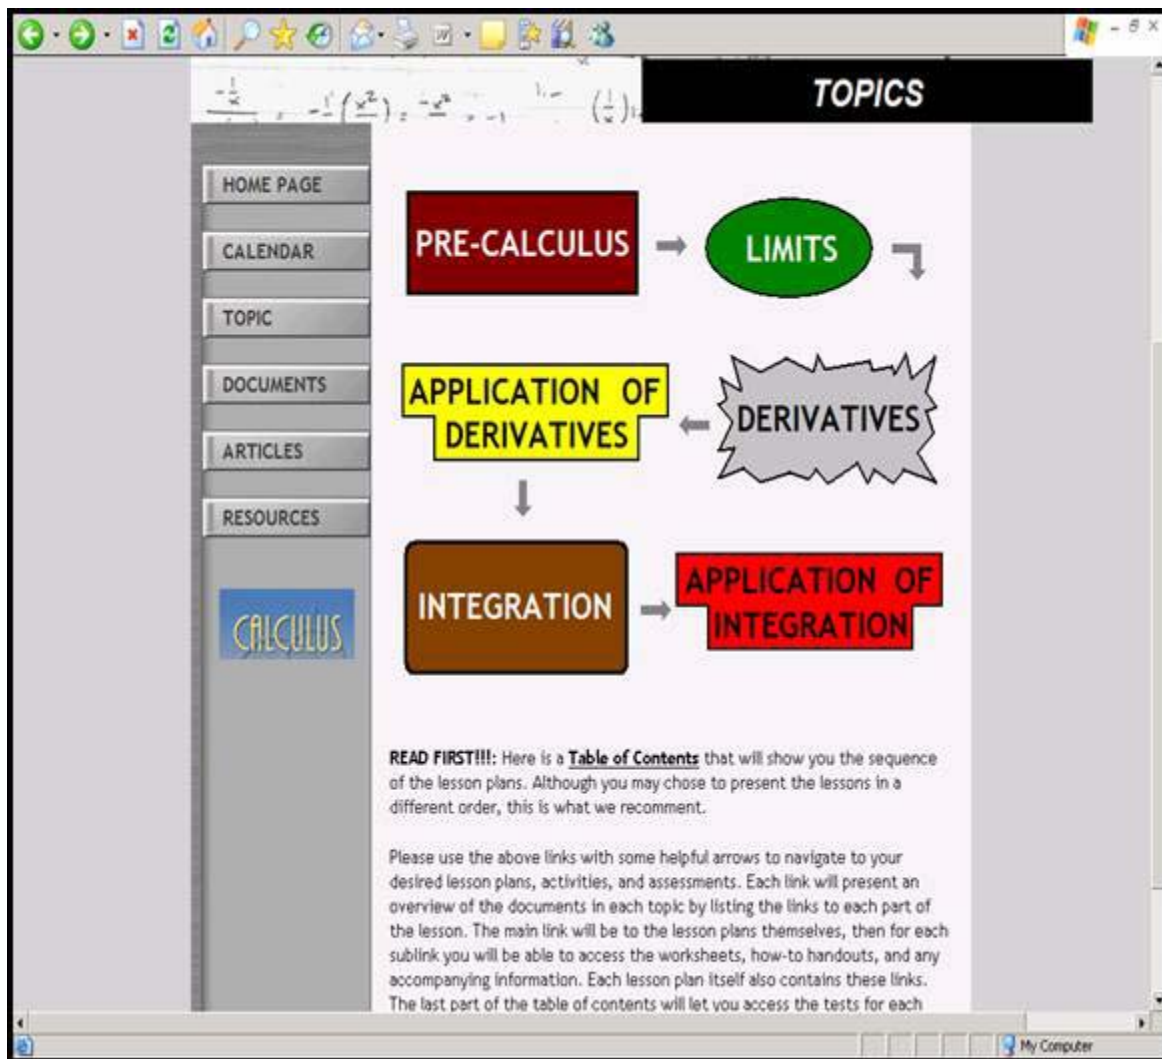 TOPICS
HOME PAGE
CALENDAR
TOPIC
DOCUMENTS
ARTICLES
RESOURCES
CALCULUS
PRE-CALCULUS
LIMITS
APPLICATION OF
DERIVATIVES
DERIVATIVES
INTEGRATION
APPLICATION OF
INTEGRATION
READ FIRST!!!: Here is a Table of Contents that will show you the sequence
of the lesson plans. Although you may chose to present the lessons in a
different order, this is what we recomment.
Please use the above links with some helpful arrows to navigate to your
desired lesson plans, activities, and assessments. Each link will present an
overview of the documents in each topic by listing the links to each part of
the lesson. The main link will be to the lesson plans themselves, then for each
sublink you will be able to access the worksheets, how-to handouts, and any
accompanying information. Each lesson plan itself also contains these links.
The last part of the table of contents will let you access the tests for each
My Computer